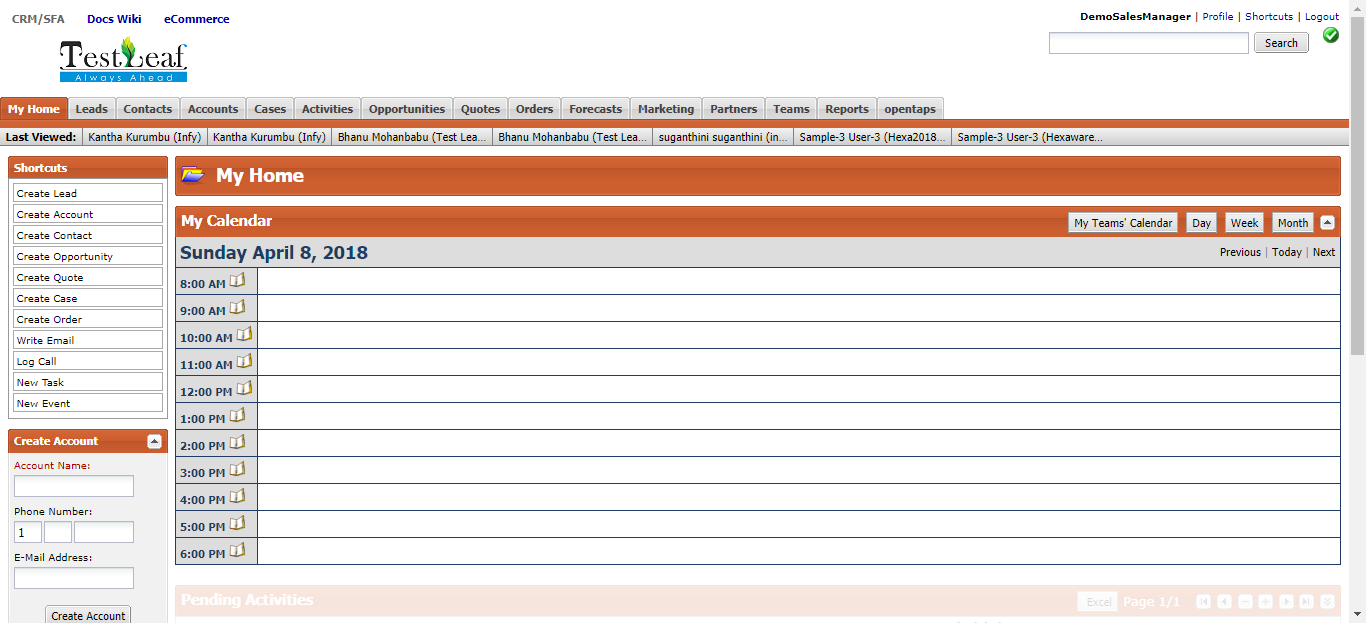 CRM/SFA Docs Wiki eCommerce
DemoSalesManager | Profile | Shortcuts | Logout
TestLeaf
Always Ahead
Search
My Home Leads Contacts Accounts Cases Activities Opportunities Quotes Orders Forecasts Marketing Partners Teams Reports opentaps
Last Viewed: Kantha Kurumbu (Infy) Kantha Kurumbu (Infy) Bhanu Mohanbabu (Test Lea... Bhanu Mohanbabu (Test Lea... suganthini suganthini (in... Sample-3 User-3 (Hexa2018... Sample-3 User-3 (Hexaware...
Shortcuts
Create Lead
Create Account
Create Contact
Create Opportunity
Create Quote
Create Case
Create Order
Write Email
Log Call
New Task
New Event
Create Account
Account Name:
Phone Number:
1
E-Mail Address:
Create Account
My Home
My Calendar
My Teams' Calendar Day Week Month
Sunday April 8, 2018
Previous | Today | Next
8:00 AM
9:00 AM
10:00 AM
11:00 AM
12:00 PM
1:00 PM
2:00 PM
3:00 PM
4:00 PM
5:00 PM
6:00 PM
Pending Activities
Excel Page 1/1